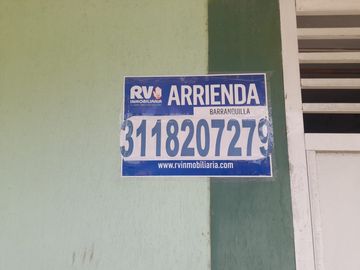 RV
INMOBILIARIA
ARRIENDA
BARRANQUILLA
3118207279
www.rvinmobiliaria.com